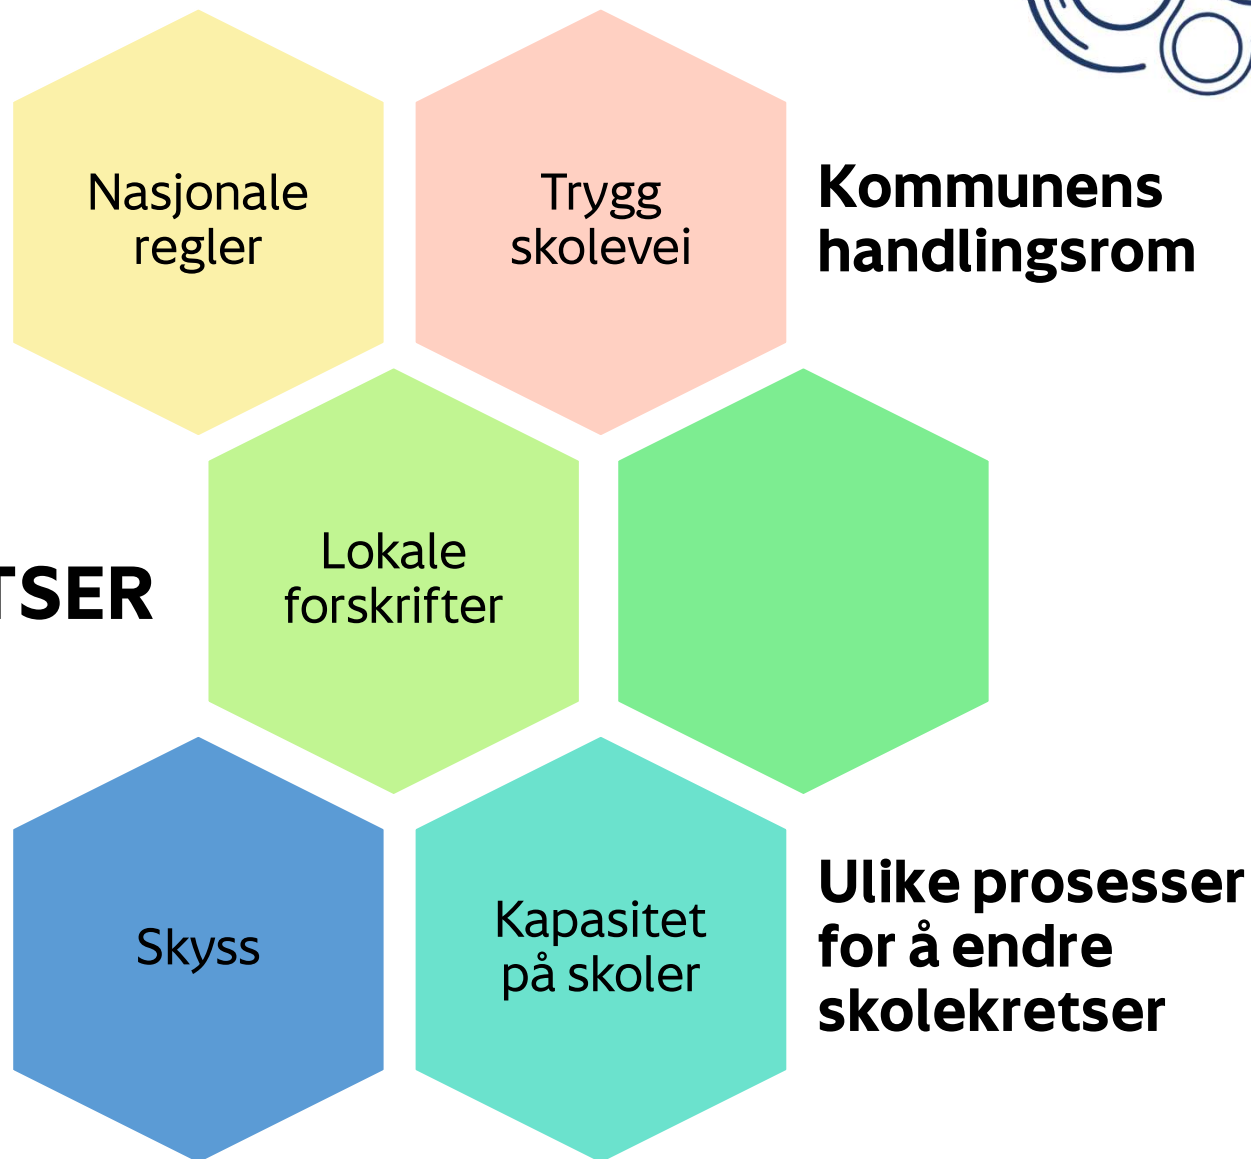 Nasjonale
regler
Trygg
skolevei
Kommunens
handlingsrom
TSER
Lokale
forskrifter
Skyss
Kapasitet
på skoler
Ulike prosesser
for å endre
skolekretser